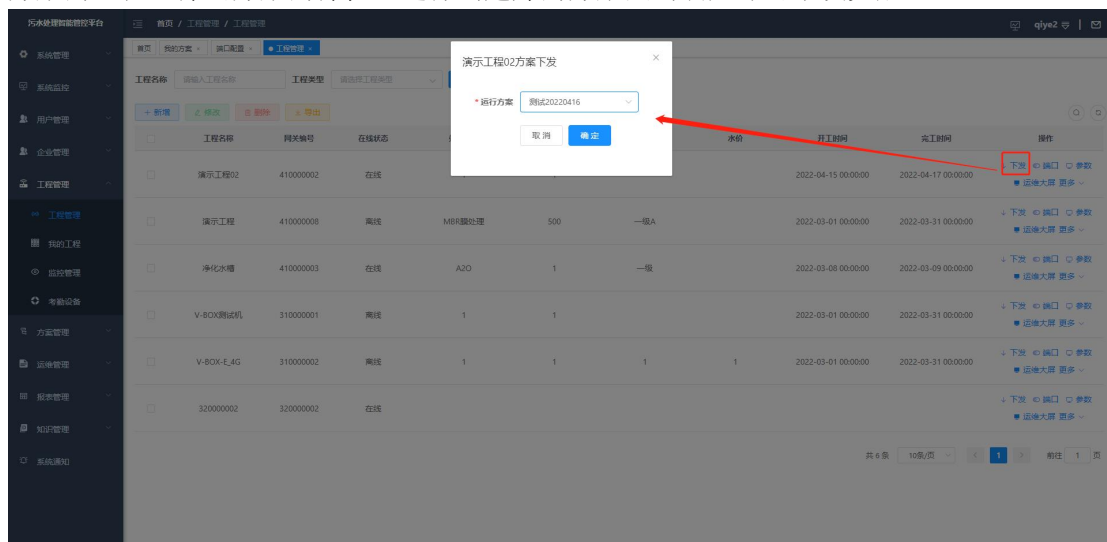 污水处理智能管控平台
首页 / 工程管理 / 工程管理
qiye2
系统管理
系统监控
用户管理
企业管理
工程管理
工程管理
我的工程
监控管理
考勤设备
方案管理
运维管理
报表管理
知识管理
系统通知
首页 我的方案 × 端口配置 × 工程管理 ×
工程名称 请输入工程名称 工程类型 请选择工程类型
+ 新增 修改 删除 导出
演示工程02方案下发 ×
* 运行方案 测试20220416
取消 确定
工程名称 网关编号 在线状态 水价 开工时间 完工时间 操作
演示工程02 410000002 在线 2022-04-15 00:00:00 2022-04-17 00:00:00 下发 端口 参数
运维大屏 更多
演示工程 410000008 离线 MBR膜处理 500 一级A 2022-03-01 00:00:00 2022-03-31 00:00:00 下发 端口 参数
运维大屏 更多
净化水槽 410000003 在线 A2O 1 一级 2022-03-08 00:00:00 2022-03-09 00:00:00 下发 端口 参数
运维大屏 更多
V-BOX测试机 310000001 离线 1 1 2022-03-01 00:00:00 2022-03-31 00:00:00 下发 端口 参数
运维大屏 更多
V-BOX-E_4G 310000002 离线 1 1 1 1 2022-03-01 00:00:00 2022-03-31 00:00:00 下发 端口 参数
运维大屏 更多
320000002 320000002 在线 下发 端口 参数
运维大屏 更多
共 6 条 10条/页 < 1 > 前往 1 页